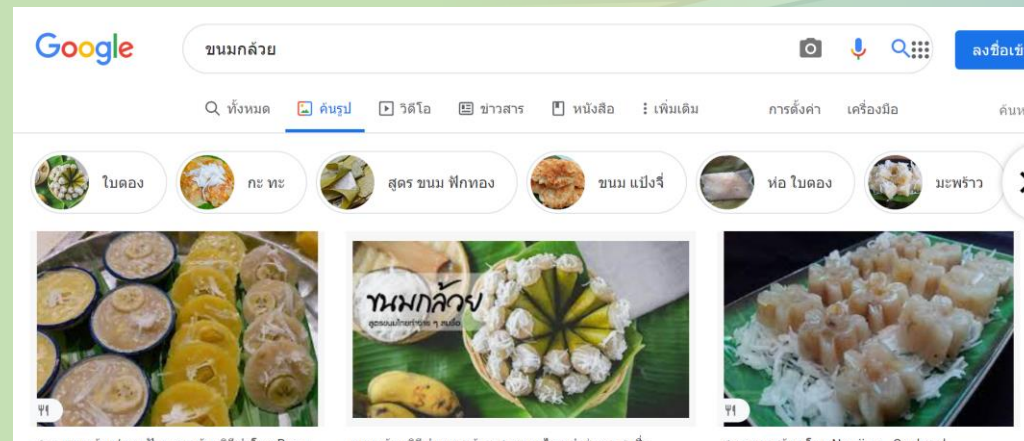 Google
ขนมกล้วย
ลงชื่อเข้
ทั้งหมด ค้นรูป วิดีโอ ข่าวสาร หนังสือ เพิ่มเติม การตั้งค่า เครื่องมือ ค้นห
ใบตอง กะ ทะ สูตร ขนม ฟักทอง ขนม แป้งจี่ ห่อ ใบตอง มะพร้าว
ขนมกล้วย